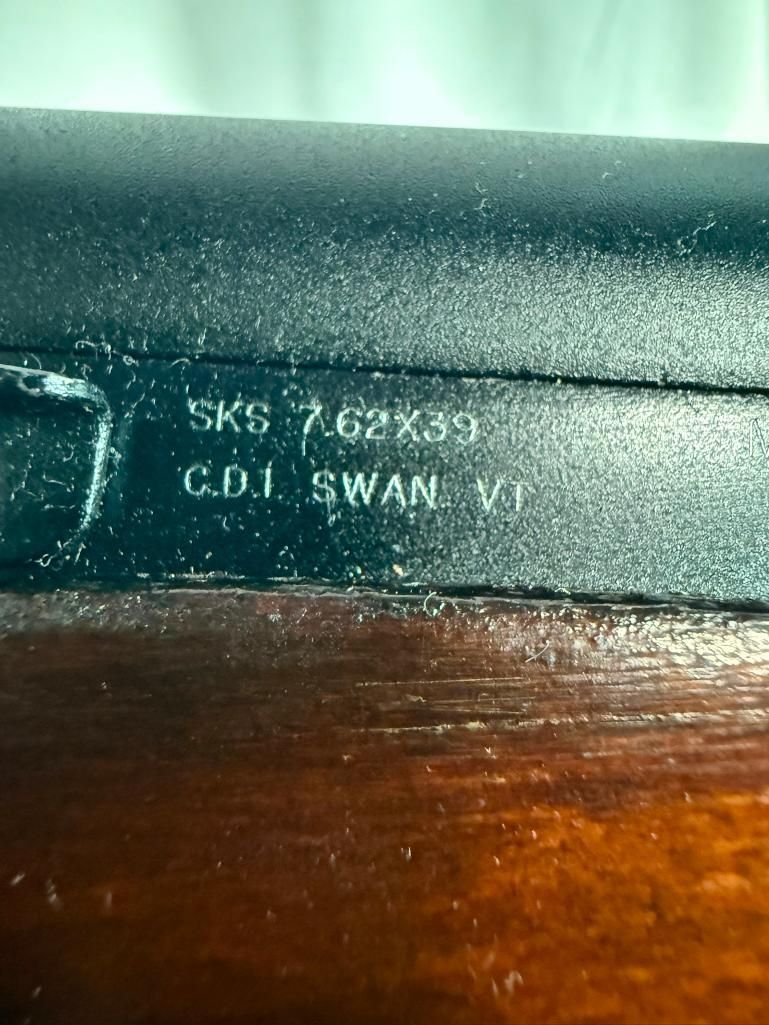 SKS 7.62X39
C.D.I. SWAN. VT